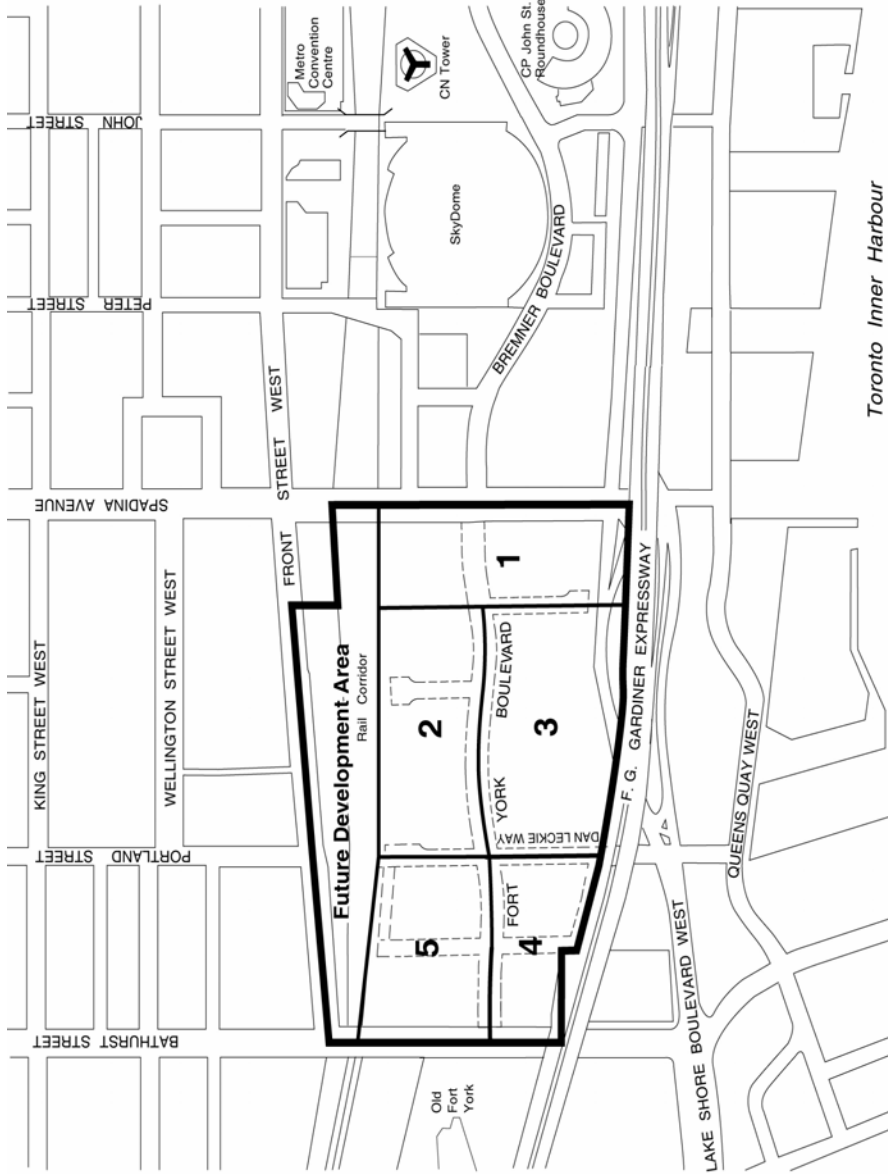 KING STREET WEST
WELLINGTON STREET WEST
FRONT
STREET WEST
BATHURST STREET
PORTLAND STREET
SPADINA AVENUE
PETER STREET
JOHN STREET
Metro
Convention
Centre
CN Tower
CP John St.
Roundhouse
SkyDome
BREMNER BOULEVARD
Future Development Area
Rail Corridor
1
2
3
4
5
FORT
YORK
BOULEVARD
DAN LECKIE WAY
Old
Fort
York
F. G. GARDINER EXPRESSWAY
LAKE SHORE BOULEVARD WEST
QUEENS QUAY WEST
Toronto Inner Harbour